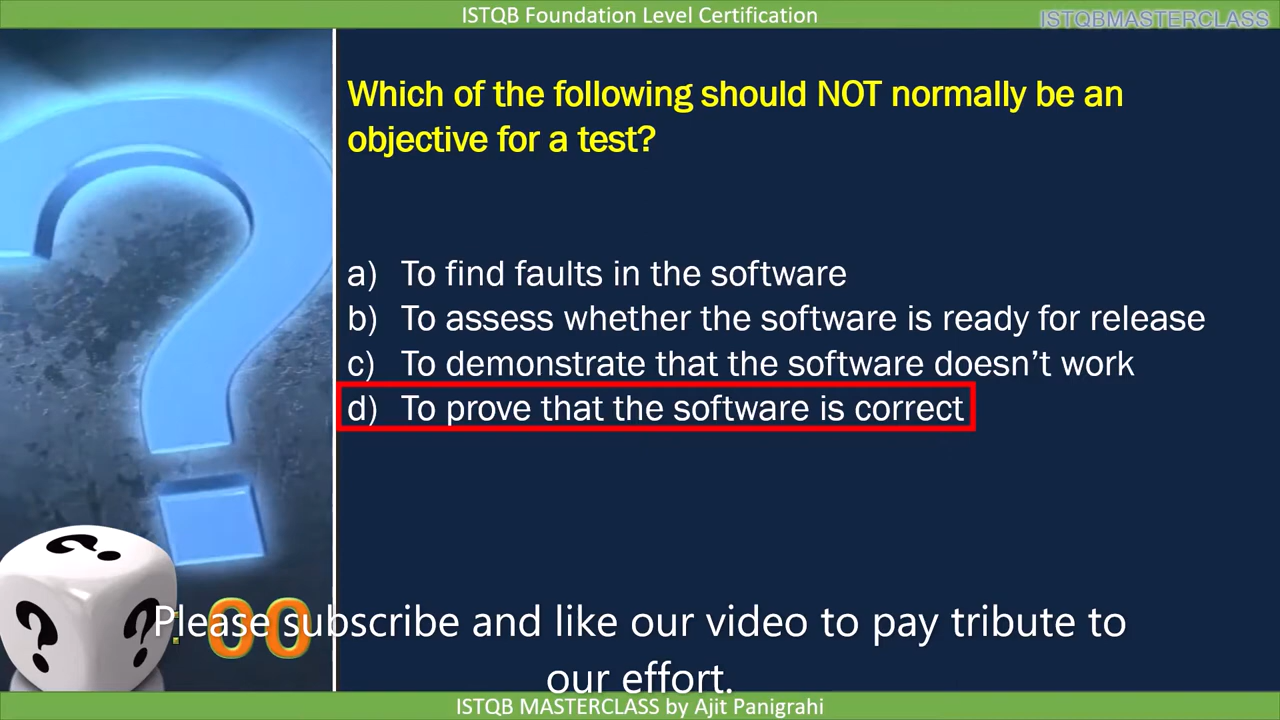 ISTQB Foundation Level Certification
ISTQBMASTERCLASS
Which of the following should NOT normally be an
objective for a test?
a) To find faults in the software
b) To assess whether the software is ready for release
c) To demonstrate that the software doesn't work
d) To prove that the software is correct
: 00
Please subscribe and like our video to pay tribute to
our effort.
ISTQB MASTERCLASS by Ajit Panigrahi